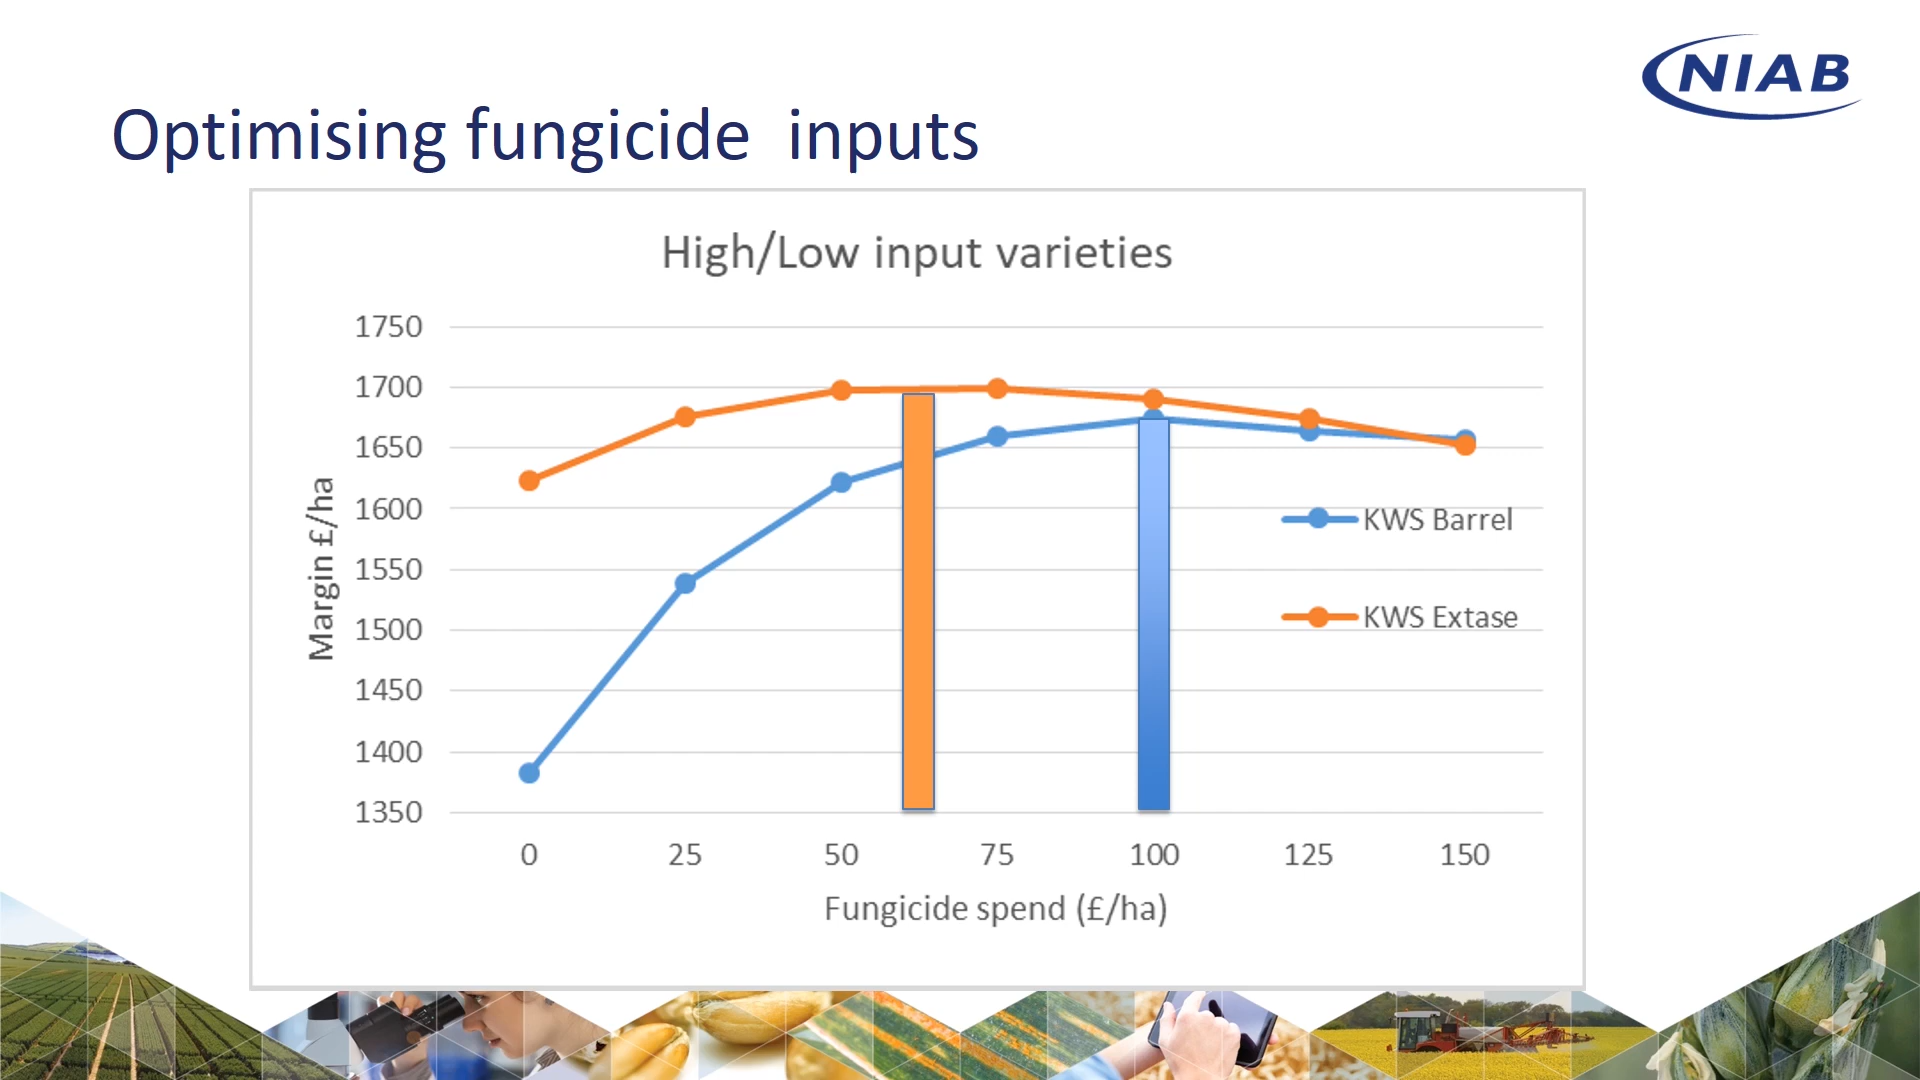 NIAB
Optimising fungicide  inputs
High/Low input varieties
1750
1700
1650
1600
1550
1500
1450
1400
1350
Margin £/ha
KWS Barrel
KWS Extase
0 25 50 75 100 125 150
Fungicide spend (£/ha)